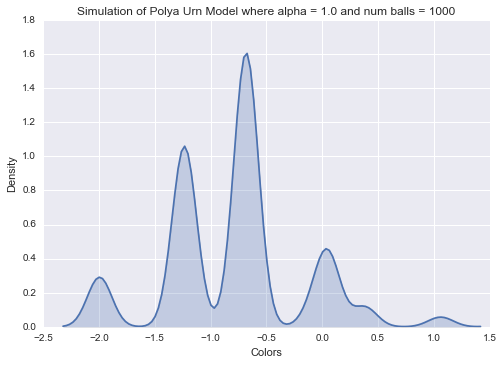 Simulation of Polya Urn Model where alpha = 1.0 and num balls = 1000
1.8
1.6
1.4
1.2
1.0
0.8
0.6
0.4
0.2
0.0
Density
−2.5 −2.0 −1.5 −1.0 −0.5 0.0 0.5 1.0 1.5
Colors